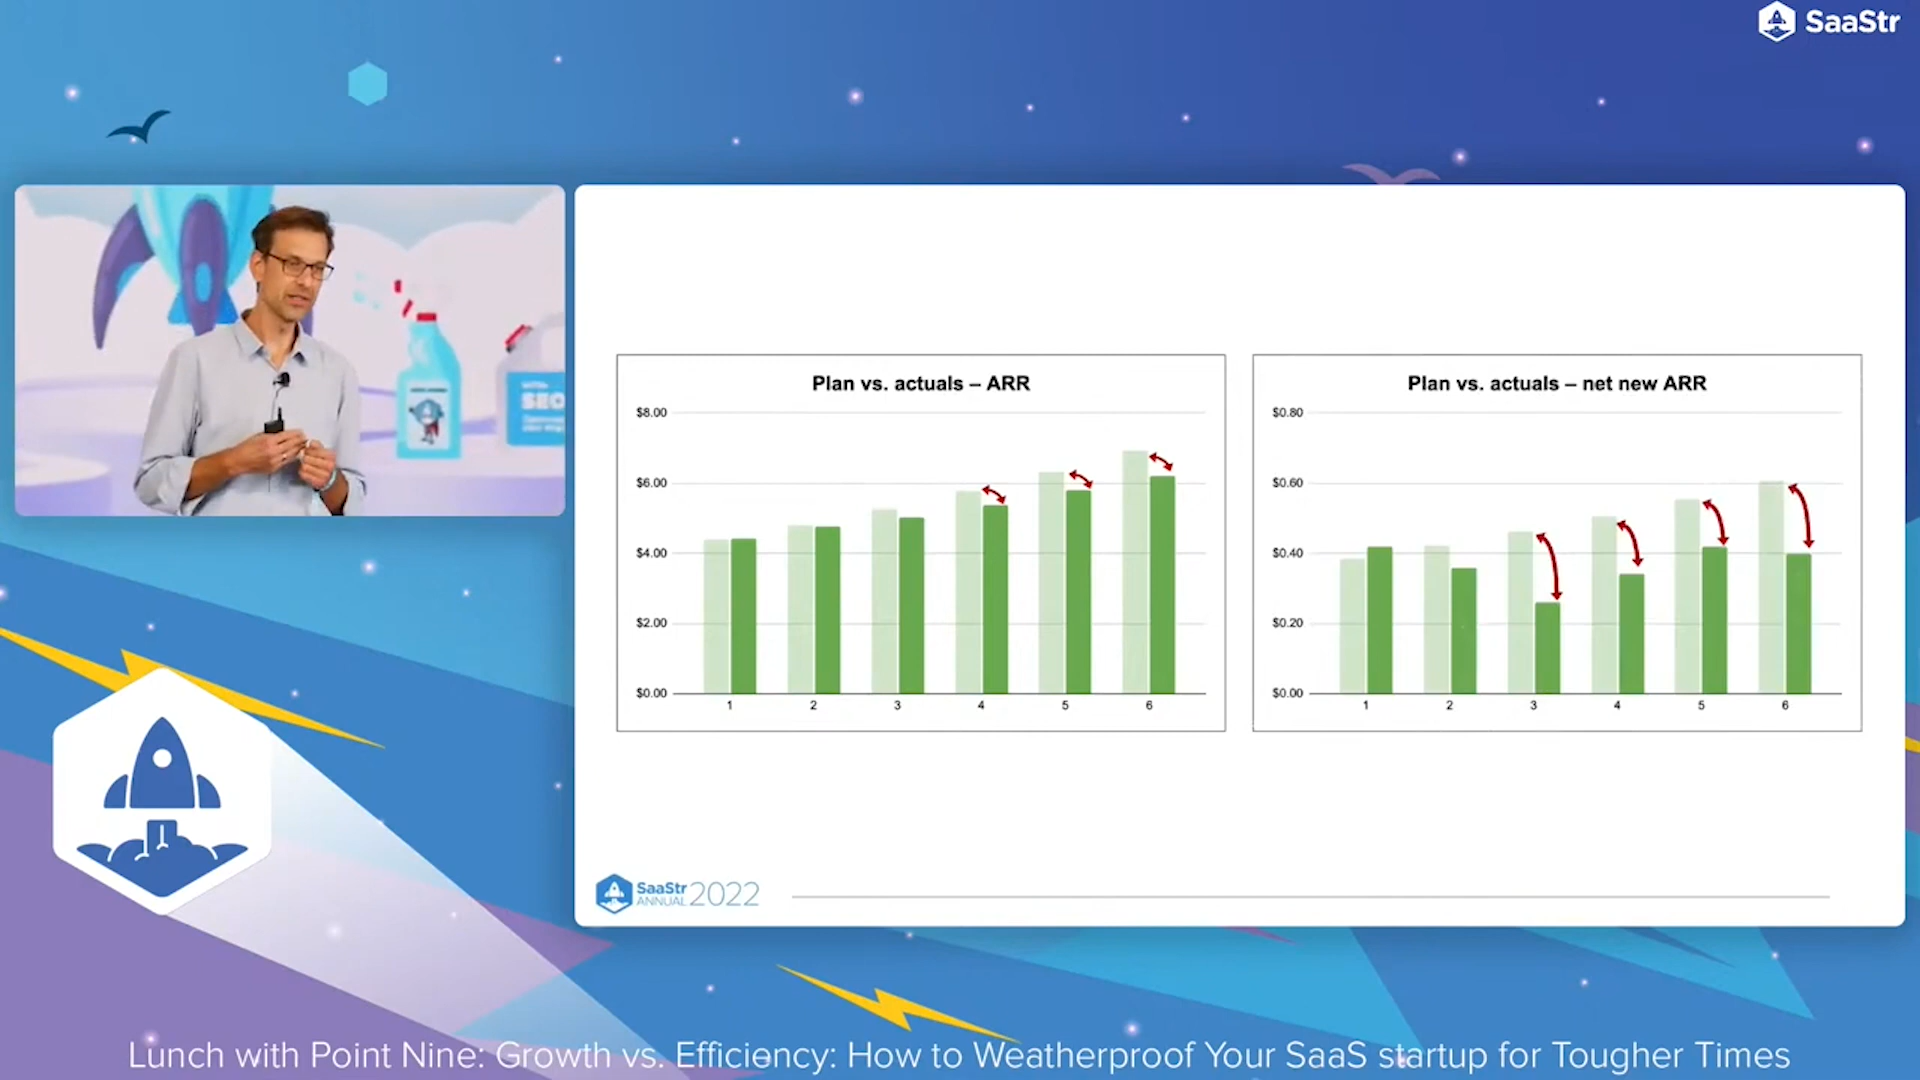 SaaStr
SEO
Plan vs. actuals – ARR
$8.00
$6.00
$4.00
$2.00
$0.00
1 2 3 4 5 6
Plan vs. actuals – net new ARR
$0.80
$0.60
$0.40
$0.20
$0.00
1 2 3 4 5 6
SaaStr
ANNUAL 2022
Lunch with Point Nine: Growth vs. Efficiency: How to Weatherproof Your SaaS startup for Tougher Times